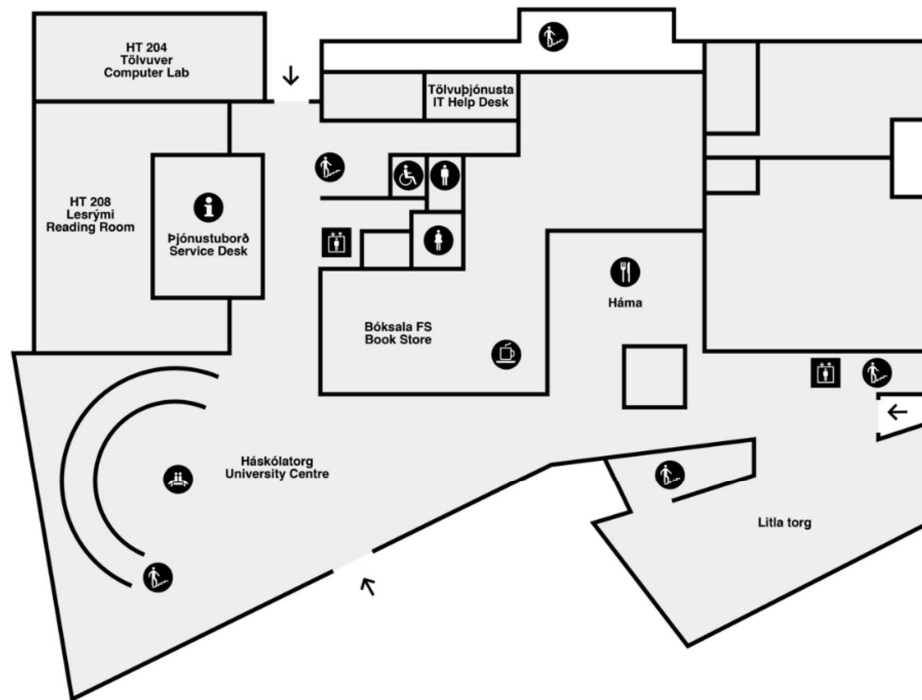 HT 204
Tölvuver
Computer Lab
Tölvuþjónusta
IT Help Desk
HT 208
Lesrými
Reading Room
Þjónustuborð
Service Desk
Háma
Bóksala FS
Book Store
Háskólatorg
University Centre
Litla torg